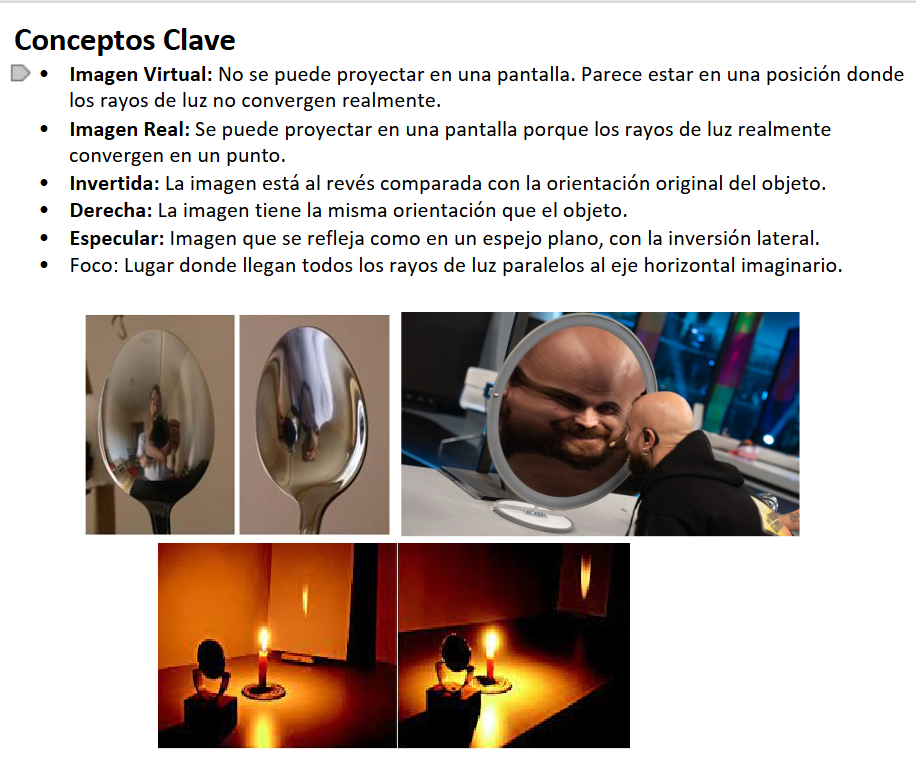 Conceptos Clave
• Imagen Virtual: No se puede proyectar en una pantalla. Parece estar en una posición donde
los rayos de luz no convergen realmente.
• Imagen Real: Se puede proyectar en una pantalla porque los rayos de luz realmente
convergen en un punto.
• Invertida: La imagen está al revés comparada con la orientación original del objeto.
• Derecha: La imagen tiene la misma orientación que el objeto.
• Especular: Imagen que se refleja como en un espejo plano, con la inversión lateral.
• Foco: Lugar donde llegan todos los rayos de luz paralelos al eje horizontal imaginario.